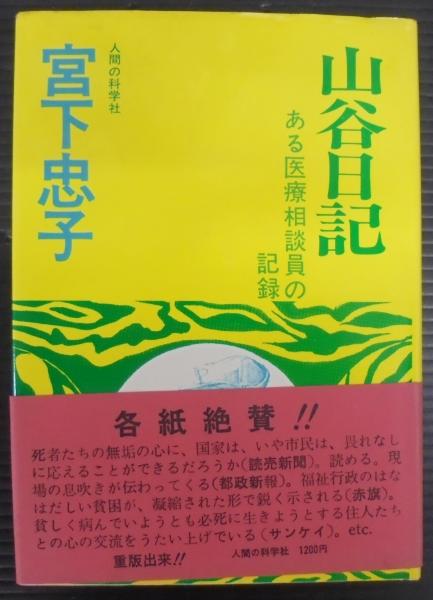 山谷日記
ある医療相談員の
記録
宮下忠子
人間の科学社
各紙絶賛!!
死者たちの無垢の心に、国家は、いや市民は、畏れなし
に応えることができるだろうか(読売新聞)。読める。現
場の息吹きが伝わってくる(都政新報)。福祉行政のはな
はだしい貧困が、凝縮された形で鋭く示される(赤旗)。
貧しく病んでいようとも必死に生きようとする住人たち
との心の交流をうたい上げている(サンケイ)。etc.
重版出来!!
人間の科学社 1200円